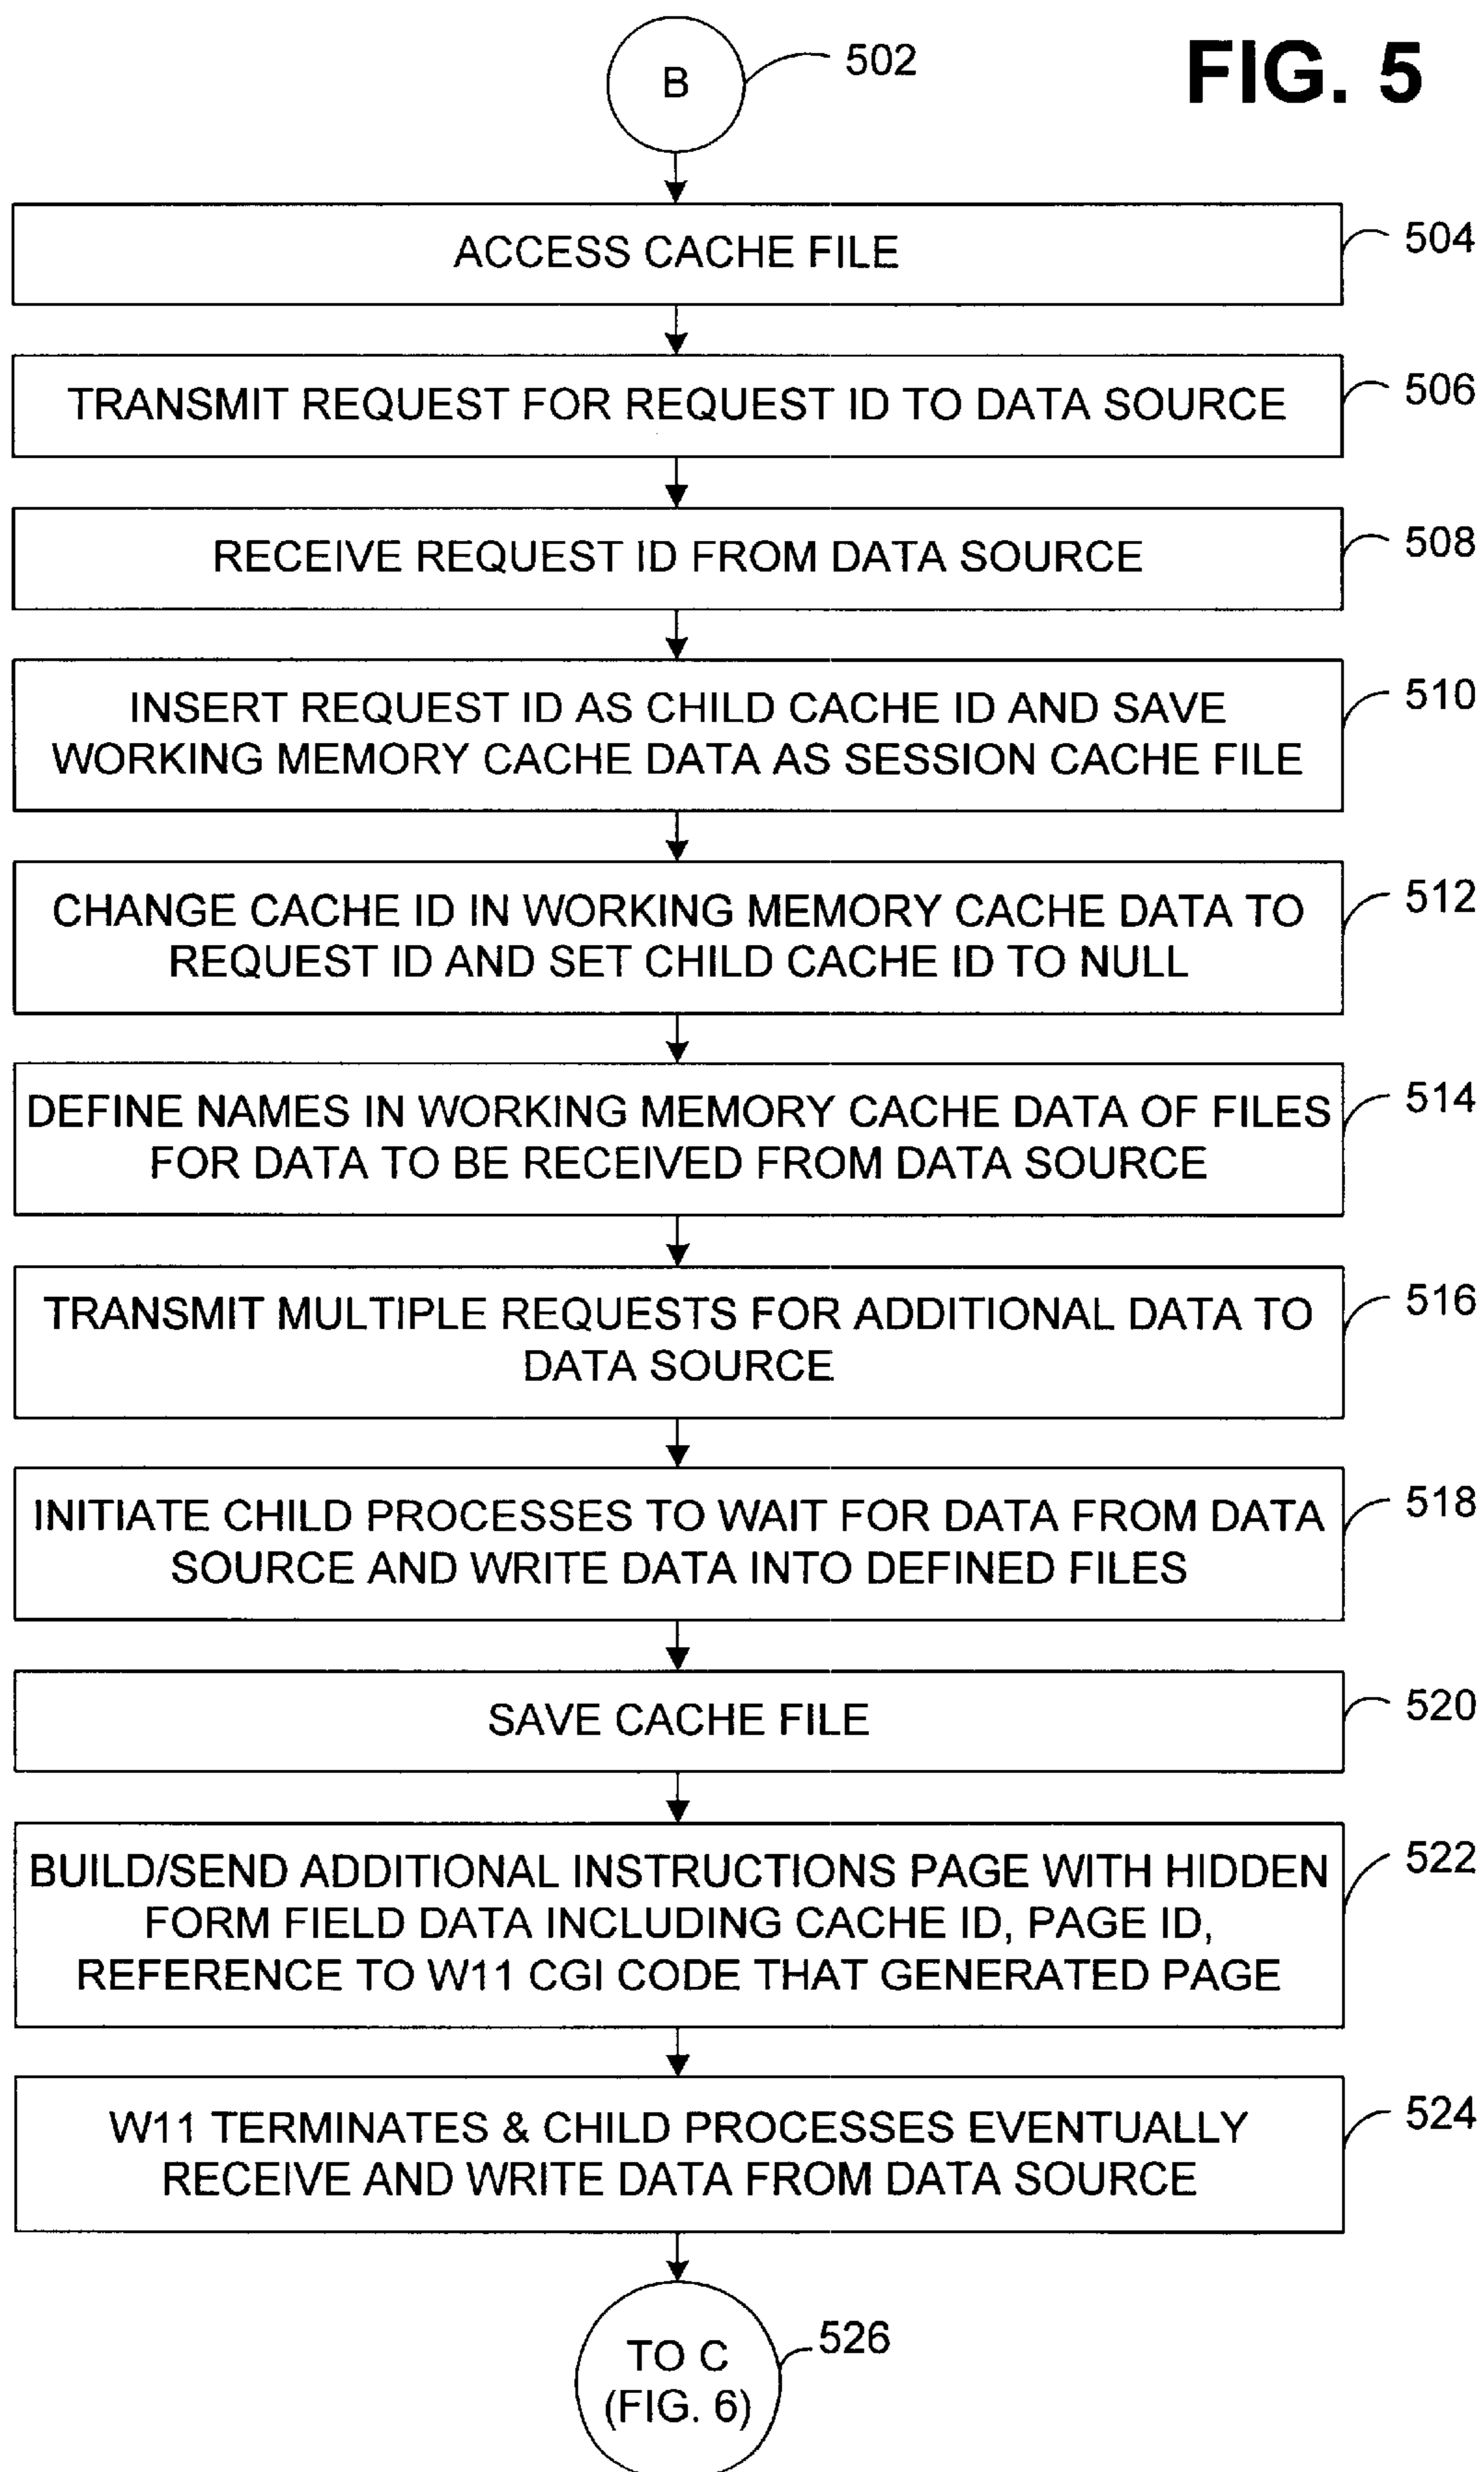 B
502
FIG. 5
ACCESS CACHE FILE
504
TRANSMIT REQUEST FOR REQUEST ID TO DATA SOURCE
506
RECEIVE REQUEST ID FROM DATA SOURCE
508
INSERT REQUEST ID AS CHILD CACHE ID AND SAVE
WORKING MEMORY CACHE DATA AS SESSION CACHE FILE
510
CHANGE CACHE ID IN WORKING MEMORY CACHE DATA TO
REQUEST ID AND SET CHILD CACHE ID TO NULL
512
DEFINE NAMES IN WORKING MEMORY CACHE DATA OF FILES
FOR DATA TO BE RECEIVED FROM DATA SOURCE
514
TRANSMIT MULTIPLE REQUESTS FOR ADDITIONAL DATA TO
DATA SOURCE
516
INITIATE CHILD PROCESSES TO WAIT FOR DATA FROM DATA
SOURCE AND WRITE DATA INTO DEFINED FILES
518
SAVE CACHE FILE
520
BUILD/SEND ADDITIONAL INSTRUCTIONS PAGE WITH HIDDEN
FORM FIELD DATA INCLUDING CACHE ID, PAGE ID,
REFERENCE TO W11 CGI CODE THAT GENERATED PAGE
522
W11 TERMINATES & CHILD PROCESSES EVENTUALLY
RECEIVE AND WRITE DATA FROM DATA SOURCE
524
TO C
(FIG. 6)
526